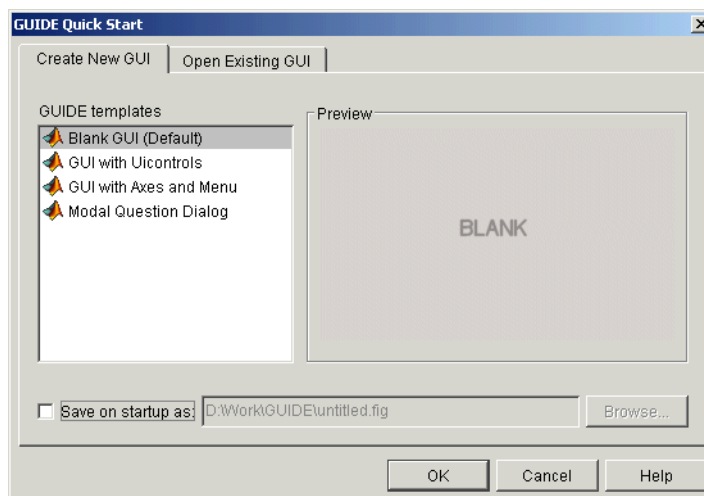 GUIDE Quick Start
Create New GUI Open Existing GUI
GUIDE templates Preview
Blank GUI (Default)
GUI with Uicontrols
GUI with Axes and Menu
Modal Question Dialog
BLANK
Save on startup as: D:\Work\GUIDE\untitled.fig Browse...
OK Cancel Help